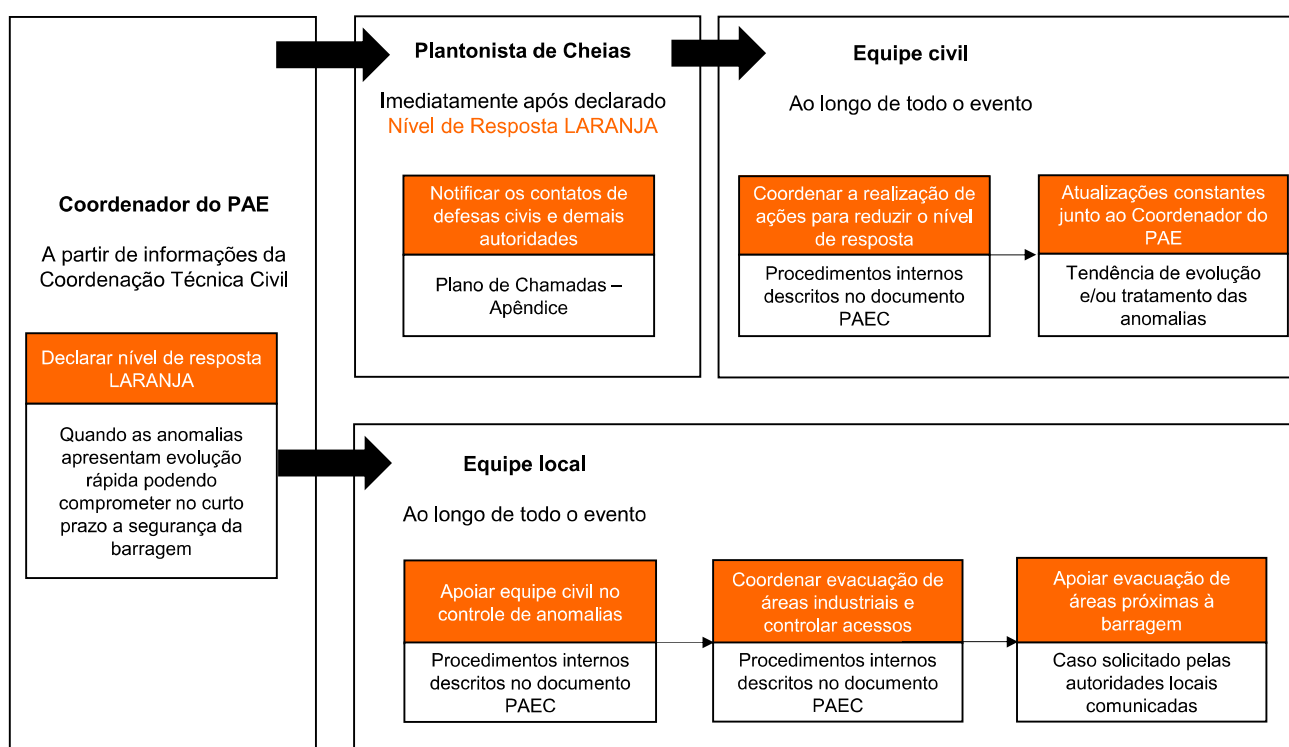 Coordenador do PAE
A partir de informações da
Coordenação Técnica Civil
Declarar nível de resposta
LARANJA
Quando as anomalias
apresentam evolução
rápida podendo
comprometer no curto
prazo a segurança da
barragem
Plantonista de Cheias
Imediatamente após declarado
Nível de Resposta LARANJA
Notificar os contatos de
defesas civis e demais
autoridades
Plano de Chamadas –
Apêndice
Equipe civil
Ao longo de todo o evento
Coordenar a realização de
ações para reduzir o nível
de resposta
Procedimentos internos
descritos no documento
PAEC
Atualizações constantes
junto ao Coordenador do
PAE
Tendência de evolução
e/ou tratamento das
anomalias
Equipe local
Ao longo de todo o evento
Apoiar equipe civil no
controle de anomalias
Procedimentos internos
descritos no documento
PAEC
Coordenar evacuação de
áreas industriais e
controlar acessos
Procedimentos internos
descritos no documento
PAEC
Apoiar evacuação de
áreas próximas à
barragem
Caso solicitado pelas
autoridades locais
comunicadas